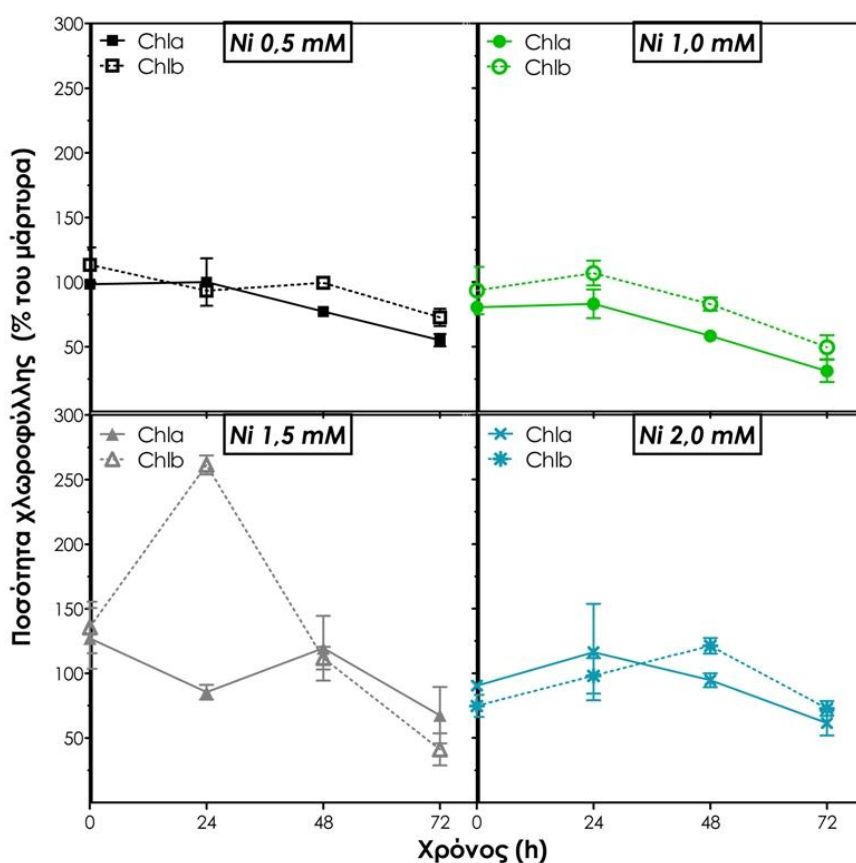 Ποσότητα χλωροφύλλης (% του μάρτυρα)
300
250
200
150
100
50
Chla
Chlb
Ni 0,5 mM
Chla
Chlb
Ni 1,0 mM
300
250
200
150
100
50
Chla
Chlb
Ni 1,5 mM
Chla
Chlb
Ni 2,0 mM
0 24 48 72 0 24 48 72
Χρόνος (h)